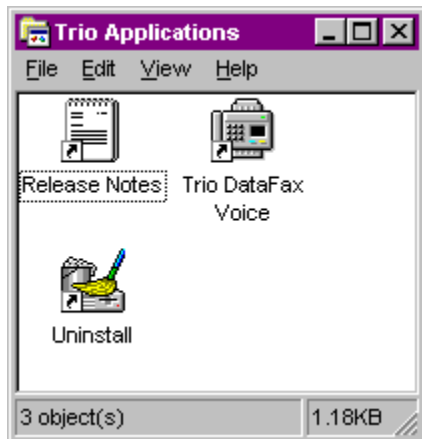 Trio Applications
File Edit View Help
Release Notes
Trio DataFax
Voice
Uninstall
3 object(s)
1.18KB